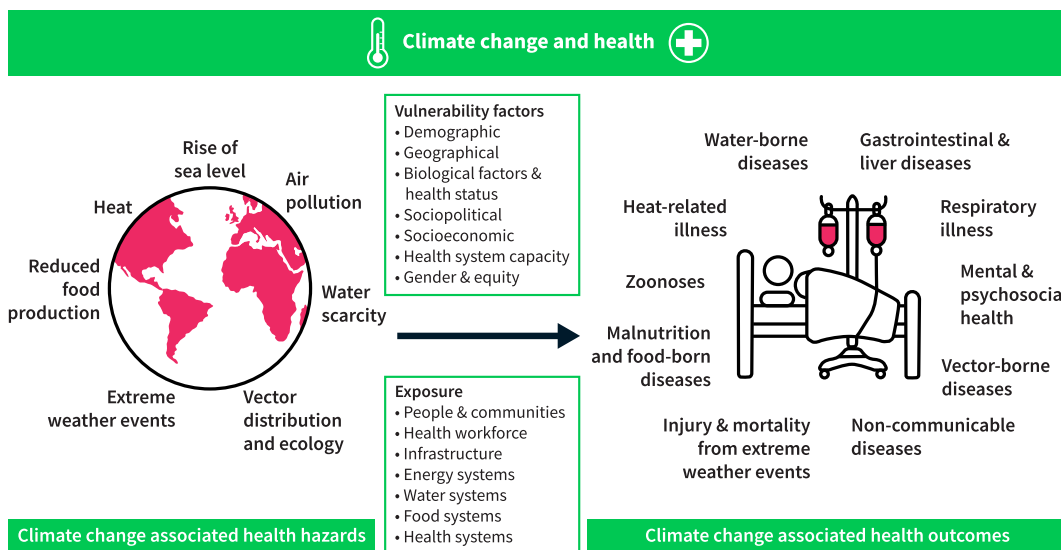 Climate change and health
Rise of
sea level
Air
pollution
Heat
Reduced
food
production
Water
scarcity
Extreme
weather events
Vector
distribution
and ecology
Climate change associated health hazards
Vulnerability factors
• Demographic
• Geographical
• Biological factors &
health status
• Sociopolitical
• Socioeconomic
• Health system capacity
• Gender & equity
Exposure
• People & communities
• Health workforce
• Infrastructure
• Energy systems
• Water systems
• Food systems
• Health systems
Water-borne
diseases
Gastrointestinal &
liver diseases
Heat-related
illness
Respiratory
illness
Zoonoses
Mental &
psychosocia
health
Malnutrition
and food-born
diseases
Vector-borne
diseases
Injury & mortality
from extreme
weather events
Non-communicable
diseases
Climate change associated health outcomes